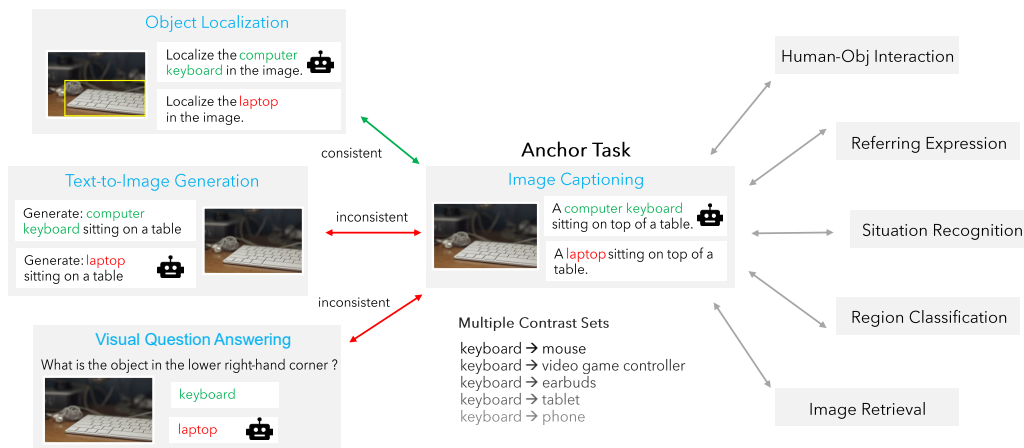 Object Localization
Localize the computer
keyboard in the image.
Localize the laptop
in the image.
consistent
Text-to-Image Generation
Generate: computer
keyboard sitting on a table
Generate: laptop
sitting on a table
inconsistent
inconsistent
Visual Question Answering
What is the object in the lower right-hand corner ?
keyboard
laptop
Anchor Task
Image Captioning
A computer keyboard
sitting on top of a table.
A laptop sitting on top of a
table.
Multiple Contrast Sets
keyboard → mouse
keyboard → video game controller
keyboard → earbuds
keyboard → tablet
keyboard → phone
Human-Obj Interaction
Referring Expression
Situation Recognition
Region Classification
Image Retrieval